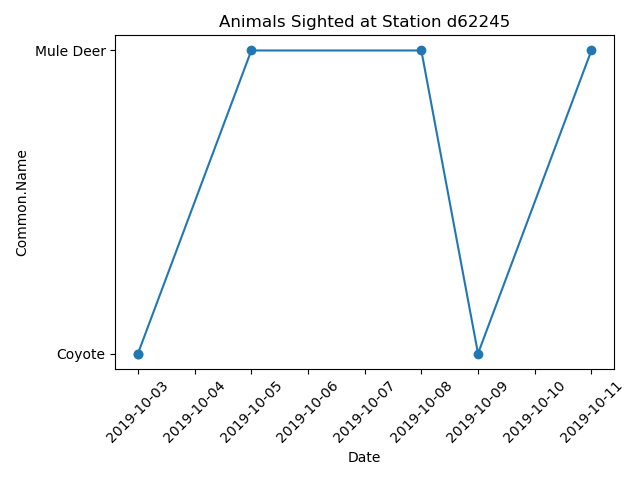 Animals Sighted at Station d62245
Mule Deer
Common.Name
Coyote
2019-10-03
2019-10-04
2019-10-05
2019-10-06
2019-10-07
2019-10-08
2019-10-09
2019-10-10
2019-10-11
Date